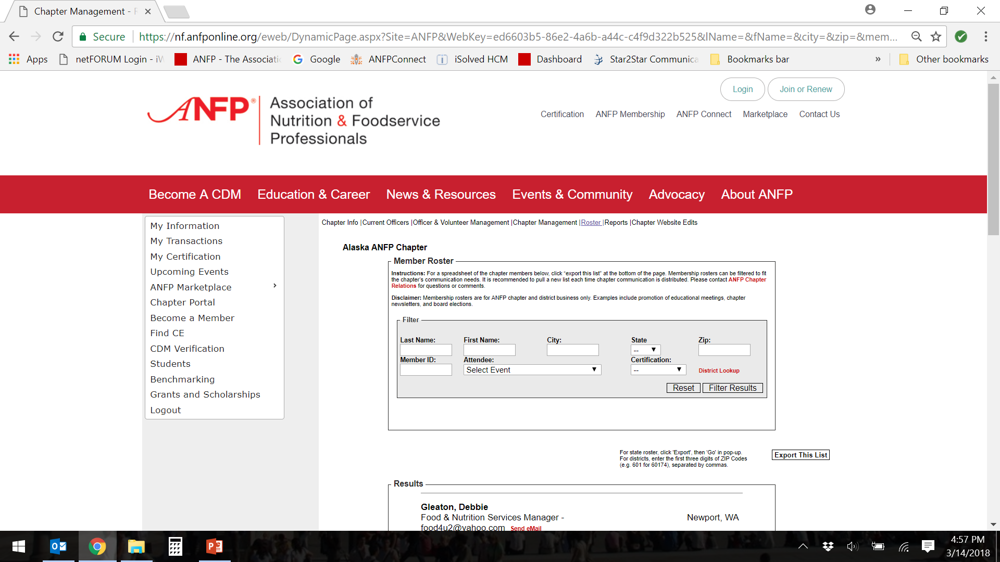 Chapter Management -
Secure
https://nf.anfponline.org/eweb/DynamicPage.aspx?Site=ANFP&WebKey=ed6603b5-86e2-4a6b-a44c-c4f9d322b525&lName=&fName=&city=&zip=&mem...
Apps
netFORUM Login -
ANFP - The Associati
Google
ANFPConnect
iSolved HCM
Dashboard
Star2Star Communica
Bookmarks bar
»
Other bookmarks
Login
Join or Renew
ANFP®
Association of
Nutrition & Foodservice
Professionals
Certification
ANFP Membership
ANFP Connect
Marketplace
Contact Us
Become A CDM
Education & Career
News & Resources
Events & Community
Advocacy
About ANFP
My Information
My Transactions
My Certification
Upcoming Events
ANFP Marketplace
Chapter Portal
Become a Member
Find CE
CDM Verification
Students
Benchmarking
Grants and Scholarships
Logout
Chapter Info |Current Officers |Officer & Volunteer Management |Chapter Management |Roster |Reports |Chapter Website Edits
Alaska ANFP Chapter
Member Roster
Instructions: For a spreadsheet of the chapter members below, click “export this list” at the bottom of the page. Membership rosters can be filtered to fit
the chapter’s communication needs. It is recommended to pull a new list each time chapter communication is distributed. Please contact ANFP Chapter
Relations for questions or comments.
Disclaimer: Membership rosters are for ANFP chapter and district business only. Examples include promotion of educational meetings, chapter
newsletters, and board elections.
Filter
Last Name:
First Name:
City:
State
Zip:
--
Member ID:
Attendee:
Certification:
Select Event
--
District Lookup
Reset
Filter Results
For state roster, click 'Export', then 'Go' in pop-up.
For districts, enter the first three digits of ZIP Codes
(e.g. 601 for 60174), separated by commas.
Export This List
Results
Gleaton, Debbie
Food & Nutrition Services Manager -
Newport, WA
food4u2@yahoo.com Send eMail
4:57 PM
3/14/2018